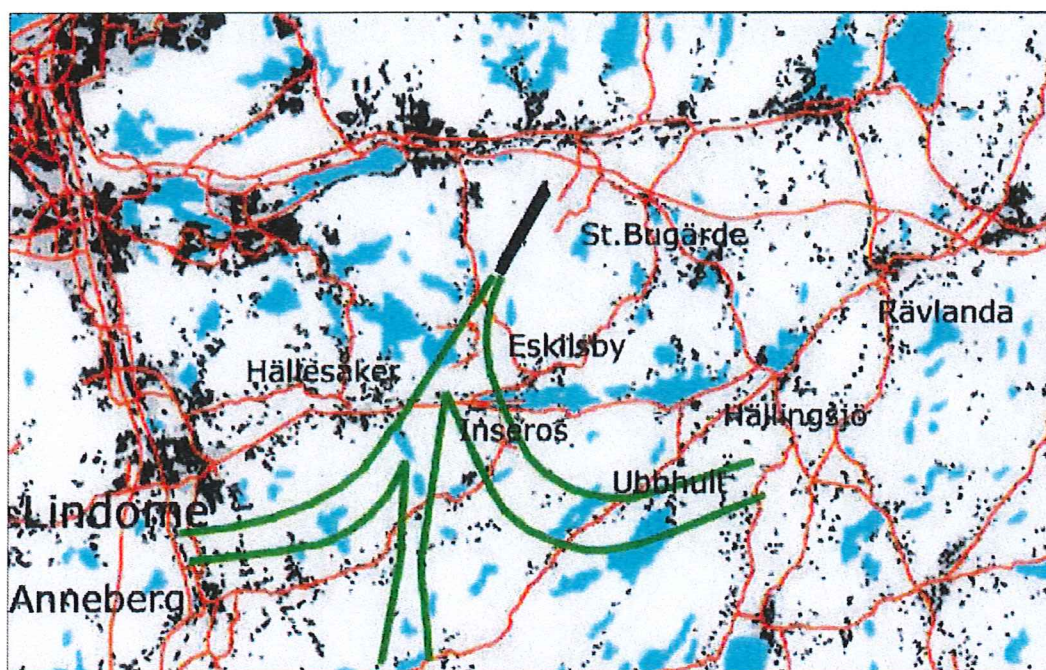 St.Bugärde
Rävlanda
Eskilsby
Hällesåker
Hällingsjö
Inseros
Ubbhult
Lindome
Anneberg